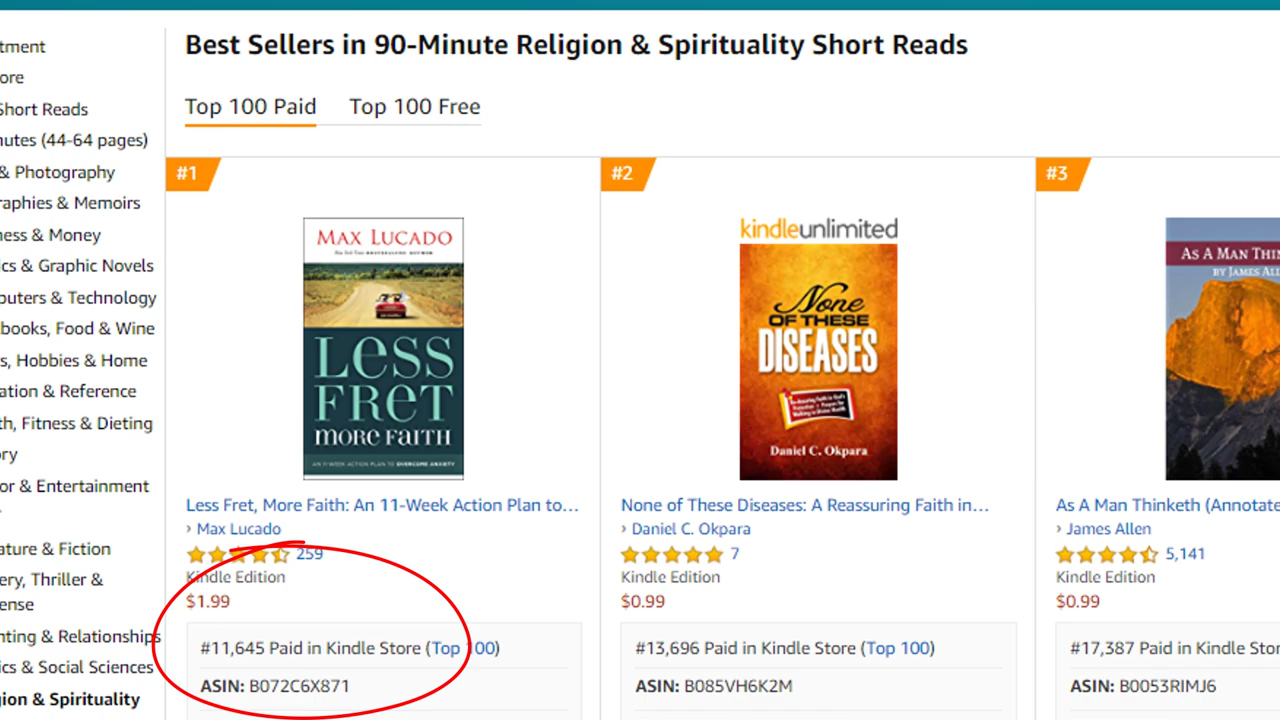 Best Sellers in 90-Minute Religion & Spirituality Short Reads
Top 100 Paid Top 100 Free
tment
ore
Short Reads
nutes (44-64 pages)
& Photography
raphies & Memoirs
ness & Money
ics & Graphic Novels
puters & Technology
books, Food & Wine
s, Hobbies & Home
ation & Reference
th, Fitness & Dieting
ory
or & Entertainment
ature & Fiction
ery, Thriller &
ense
nting & Relationships
ics & Social Sciences
gion & Spirituality
#1
MAX LUCADO
BESTSELLING AUTHOR
LESS
FRET
MORE FAITH
AN 11-WEEK ACTION PLAN TO OVERCOME ANXIETY
Less Fret, More Faith: An 11-Week Action Plan to…
› Max Lucado
259
Kindle Edition
$1.99
#11,645 Paid in Kindle Store (Top 100)
ASIN: B072C6X871
#2
kindleunlimited
None
OF THESE
DISEASES
Daniel C. Okpara
None of These Diseases: A Reassuring Faith in…
› Daniel C. Okpara
7
Kindle Edition
$0.99
#13,696 Paid in Kindle Store (Top 100)
ASIN: B085VH6K2M
#3
AS A MAN THIN
BY JAMES ALL
As A Man Thinketh (Annotate
› James Allen
5,141
Kindle Edition
$0.99
#17,387 Paid in Kindle Stor
ASIN: B0053RIMJ6